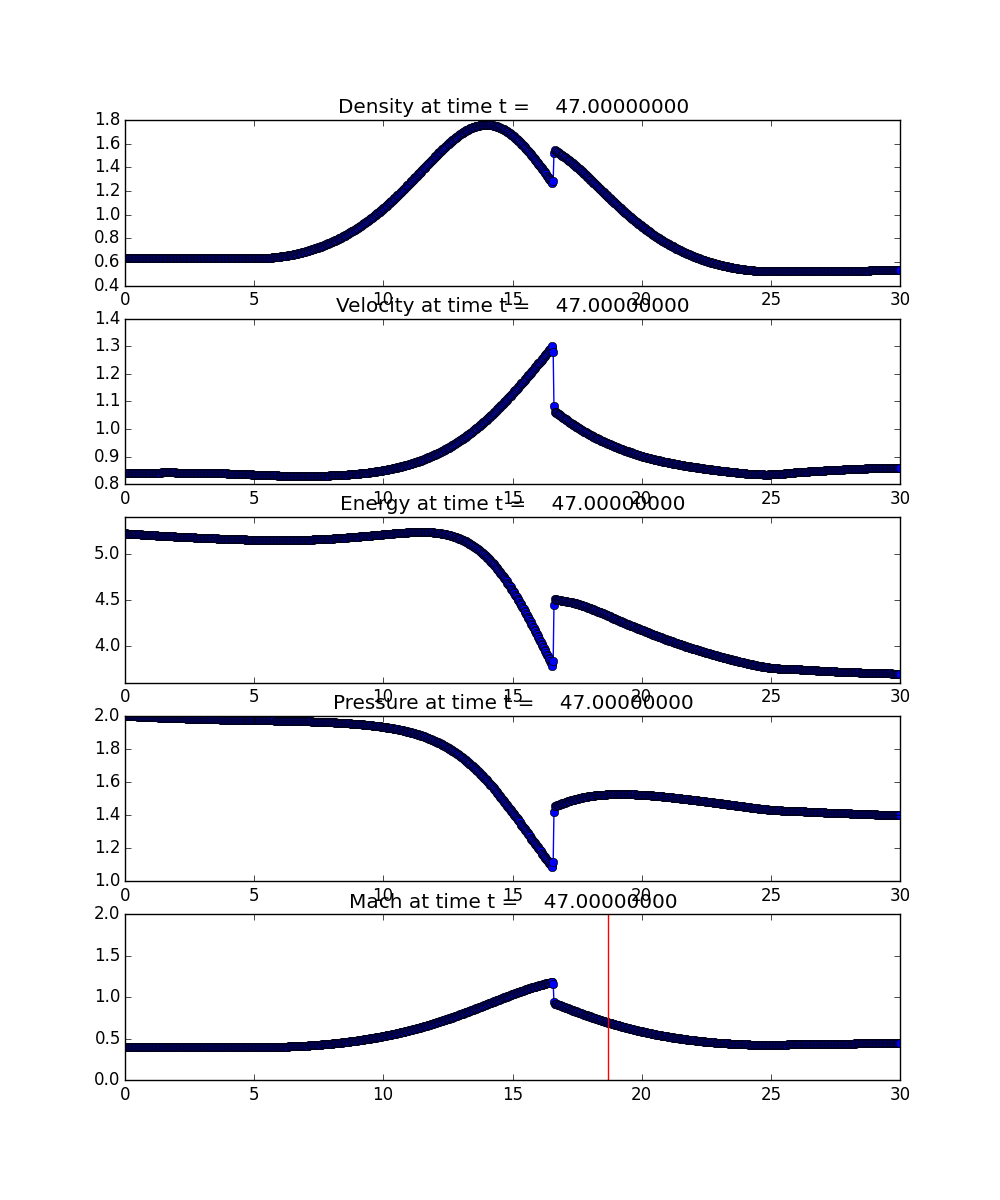 Density at time t = 47.00000000
1.8
1.6
1.4
1.2
1.0
0.8
0.6
0.4
0 5 10 15 20 25 30
Velocity at time t = 47.00000000
1.4
1.3
1.2
1.1
1.0
0.9
0.8
0 5 10 15 20 25 30
Energy at time t = 47.00000000
5.0
4.5
4.0
0 5 10 15 20 25 30
Pressure at time t = 47.00000000
2.0
1.8
1.6
1.4
1.2
1.0
0 5 10 15 20 25 30
Mach at time t = 47.00000000
2.0
1.5
1.0
0.5
0.0
0 5 10 15 20 25 30